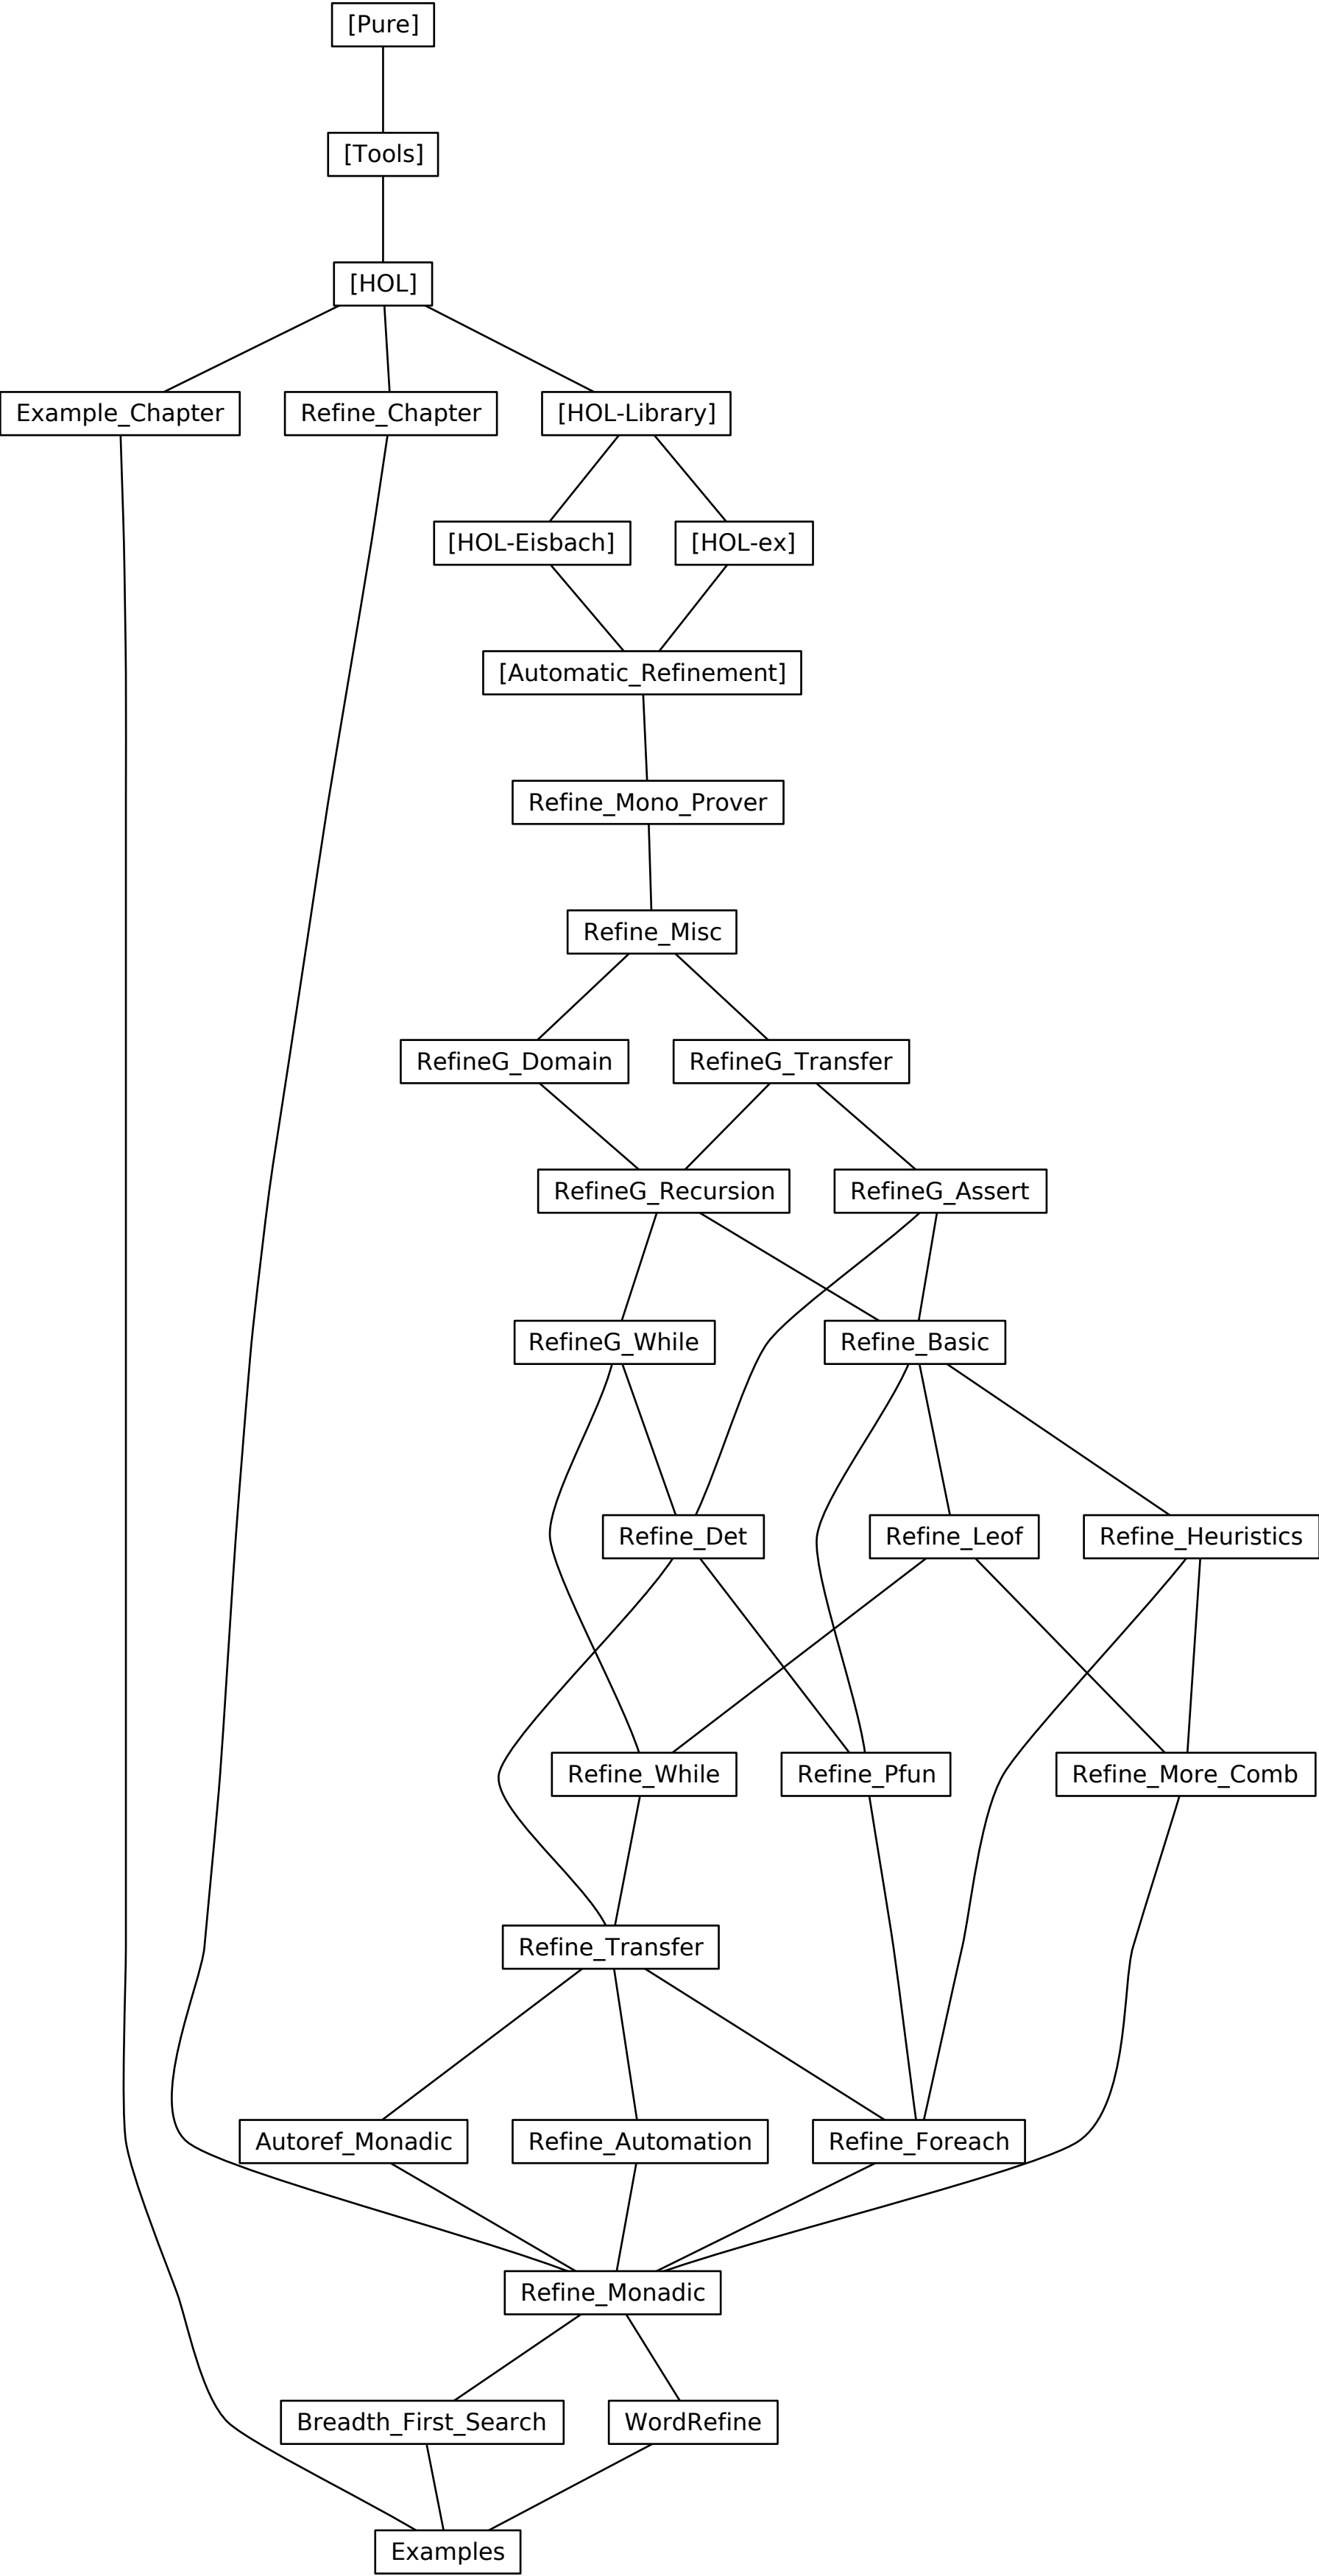 [Pure]
[Tools]
[HOL]
Example_Chapter
Refine_Chapter
[HOL-Library]
[HOL-Eisbach]
[HOL-ex]
[Automatic_Refinement]
Refine_Mono_Prover
Refine_Misc
RefineG_Domain
RefineG_Transfer
RefineG_Recursion
RefineG_Assert
RefineG_While
Refine_Basic
Refine_Det
Refine_Leof
Refine_Heuristics
Refine_While
Refine_Pfun
Refine_More_Comb
Refine_Transfer
Autoref_Monadic
Refine_Automation
Refine_Foreach
Refine_Monadic
Breadth_First_Search
WordRefine
Examples